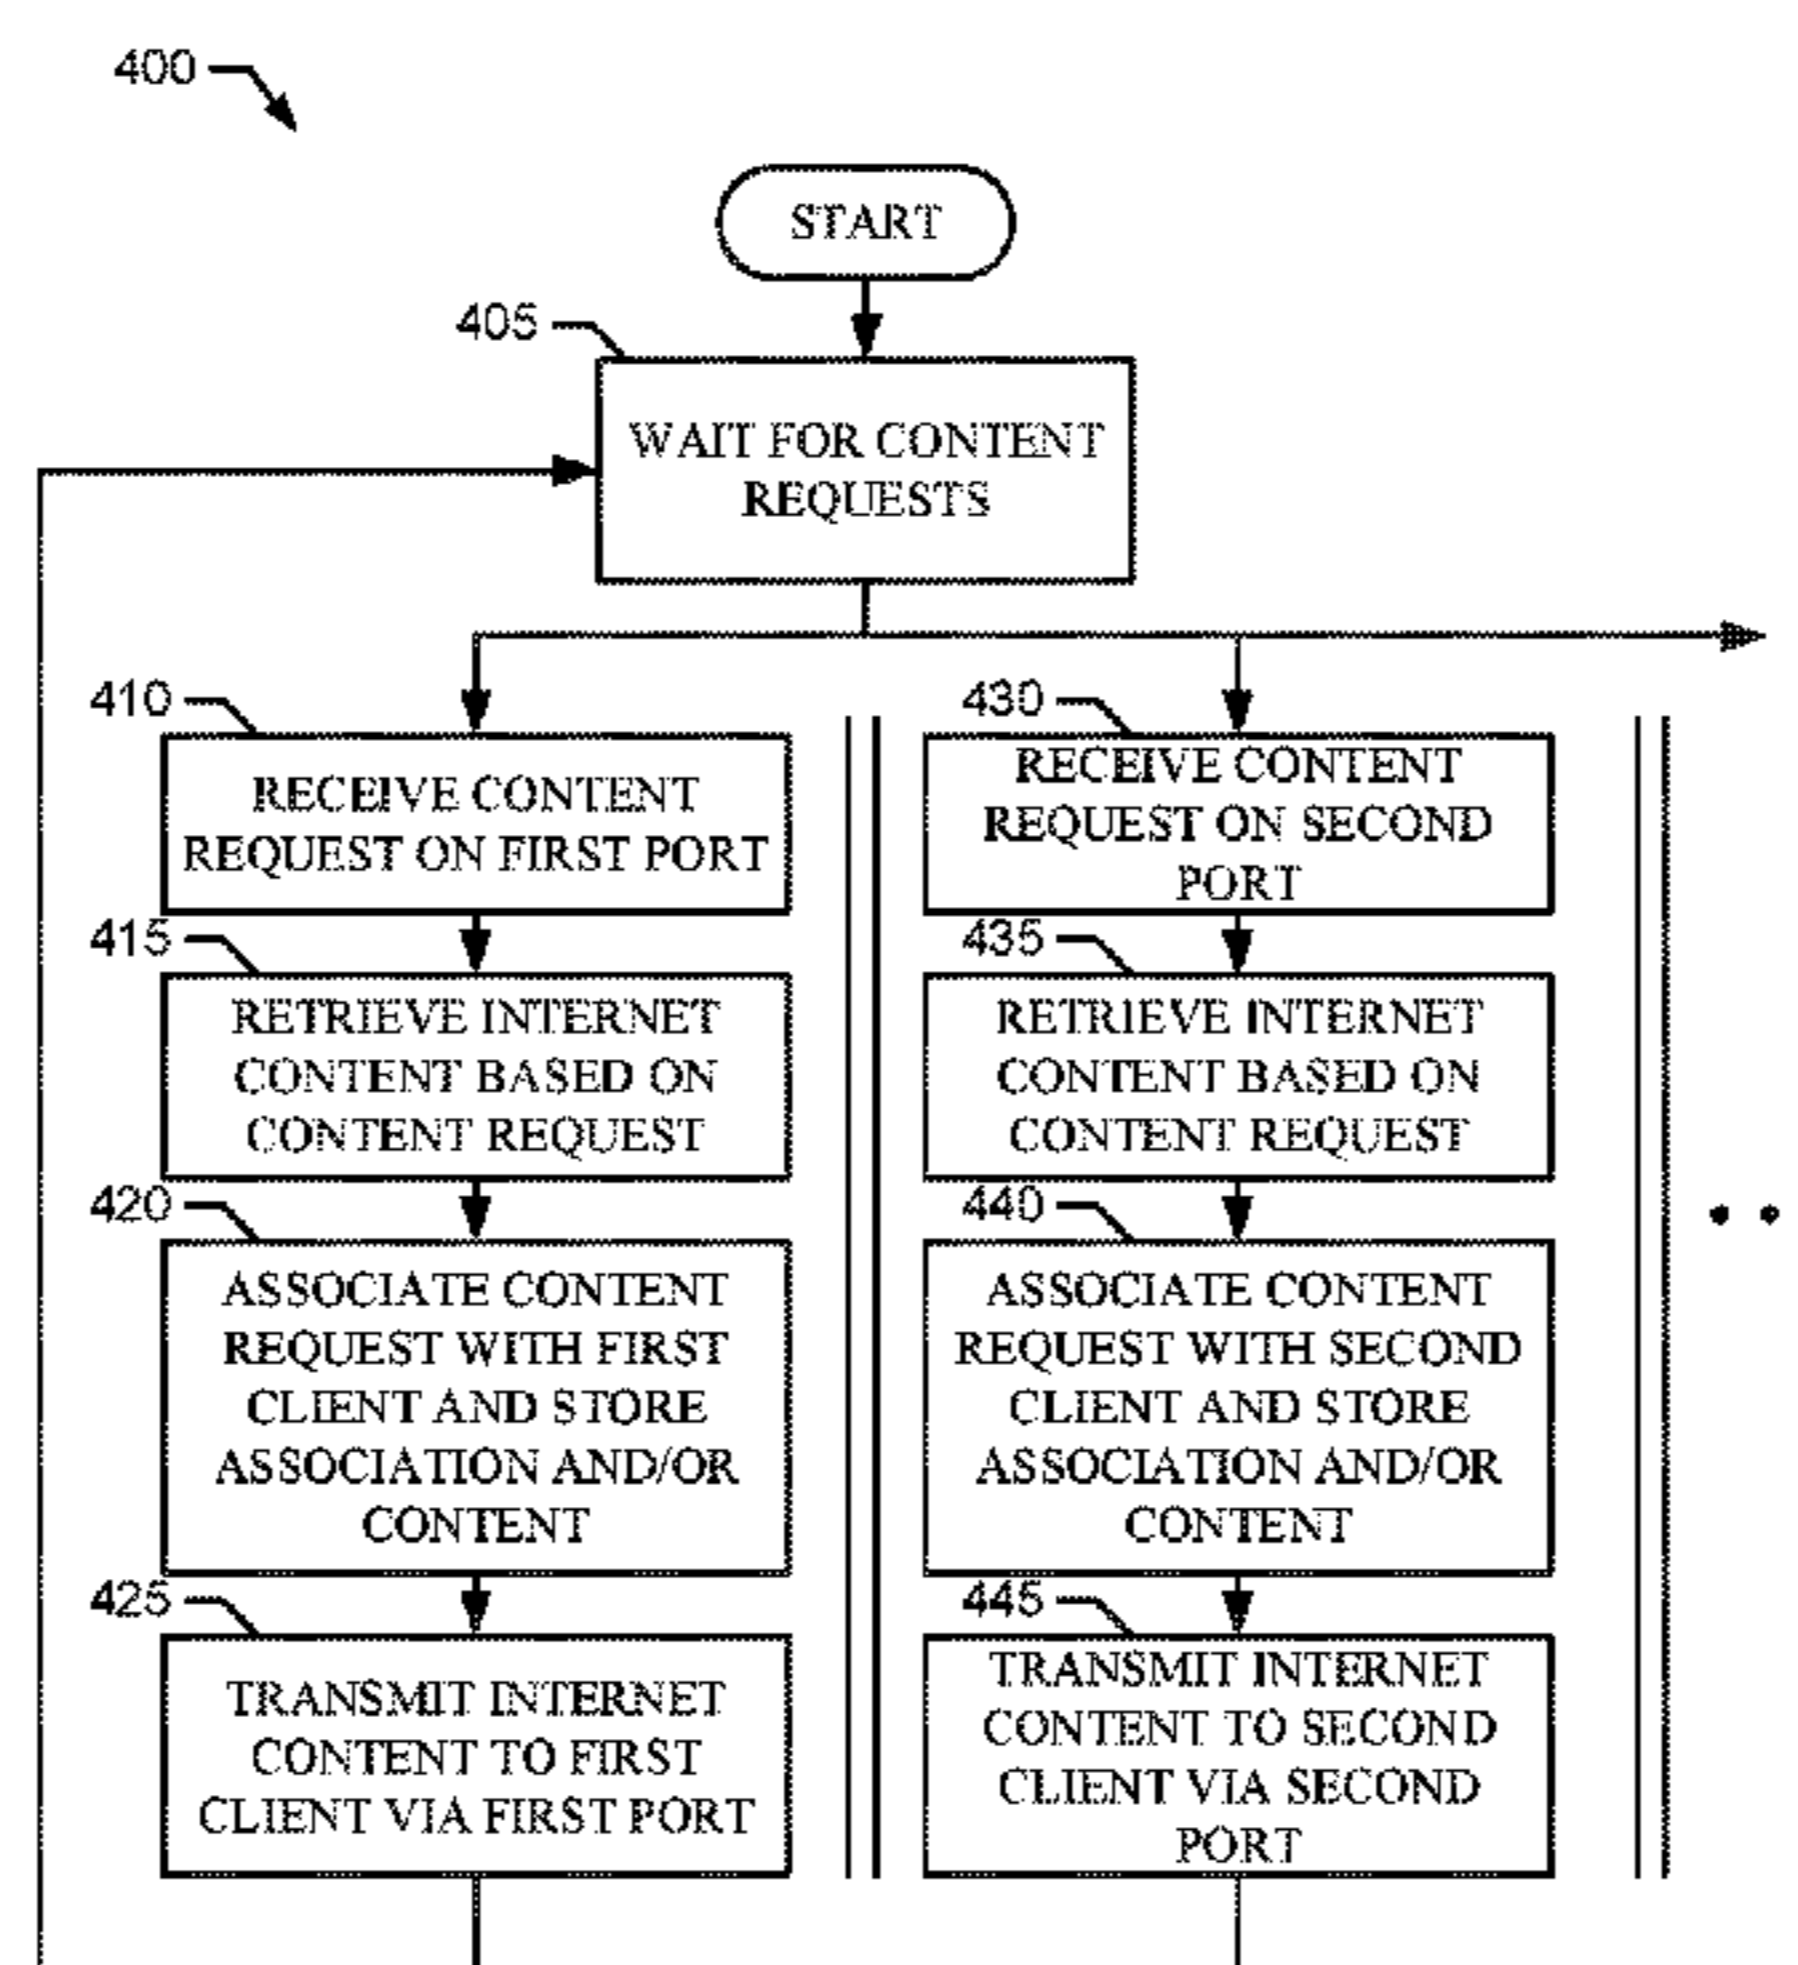 400
START
405
WAIT FOR CONTENT
REQUESTS
410
RECEIVE CONTENT
REQUEST ON FIRST PORT
415
RETRIEVE INTERNET
CONTENT BASED ON
CONTENT REQUEST
420
ASSOCIATE CONTENT
REQUEST WITH FIRST
CLIENT AND STORE
ASSOCIATION AND/OR
CONTENT
425
TRANSMIT INTERNET
CONTENT TO FIRST
CLIENT VIA FIRST PORT
430
RECEIVE CONTENT
REQUEST ON SECOND
PORT
435
RETRIEVE INTERNET
CONTENT BASED ON
CONTENT REQUEST
440
ASSOCIATE CONTENT
REQUEST WITH SECOND
CLIENT AND STORE
ASSOCIATION AND/OR
CONTENT
445
TRANSMIT INTERNET
CONTENT TO SECOND
CLIENT VIA SECOND
PORT